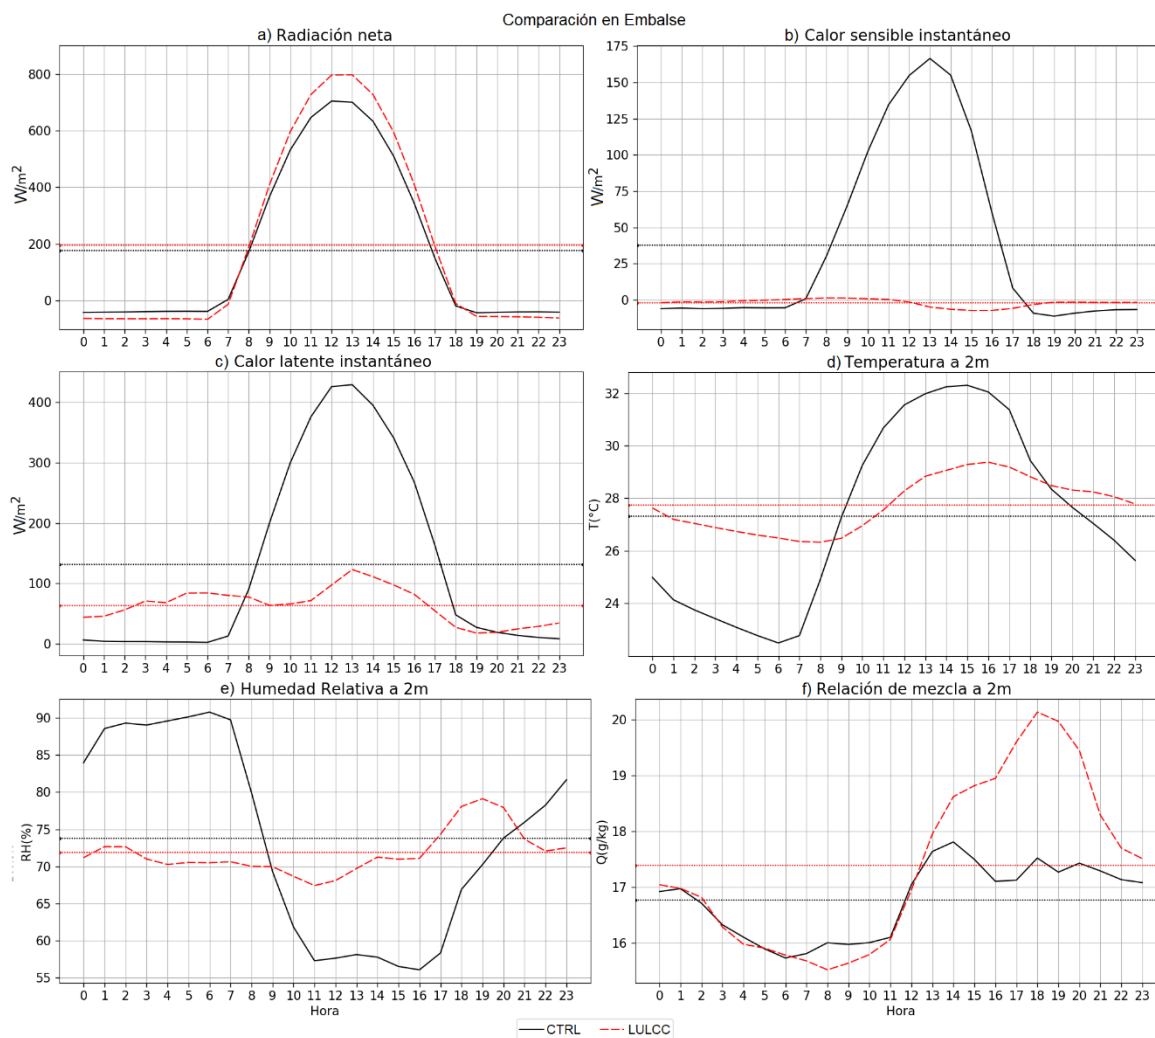 Comparación en Embalse
a) Radiación neta
W/m²
800
600
400
200
0
0 1 2 3 4 5 6 7 8 9 10 11 12 13 14 15 16 17 18 19 20 21 22 23
b) Calor sensible instantáneo
W/m²
175
150
125
100
75
50
25
0
0 1 2 3 4 5 6 7 8 9 10 11 12 13 14 15 16 17 18 19 20 21 22 23
c) Calor latente instantáneo
W/m²
400
300
200
100
0
0 1 2 3 4 5 6 7 8 9 10 11 12 13 14 15 16 17 18 19 20 21 22 23
d) Temperatura a 2m
T(°C)
32
30
28
26
24
0 1 2 3 4 5 6 7 8 9 10 11 12 13 14 15 16 17 18 19 20 21 22 23
e) Humedad Relativa a 2m
RH(%)
90
85
80
75
70
65
60
55
0 1 2 3 4 5 6 7 8 9 10 11 12 13 14 15 16 17 18 19 20 21 22 23
Hora
f) Relación de mezcla a 2m
Q(g/kg)
20
19
18
17
16
0 1 2 3 4 5 6 7 8 9 10 11 12 13 14 15 16 17 18 19 20 21 22 23
Hora
CTRL LULCC